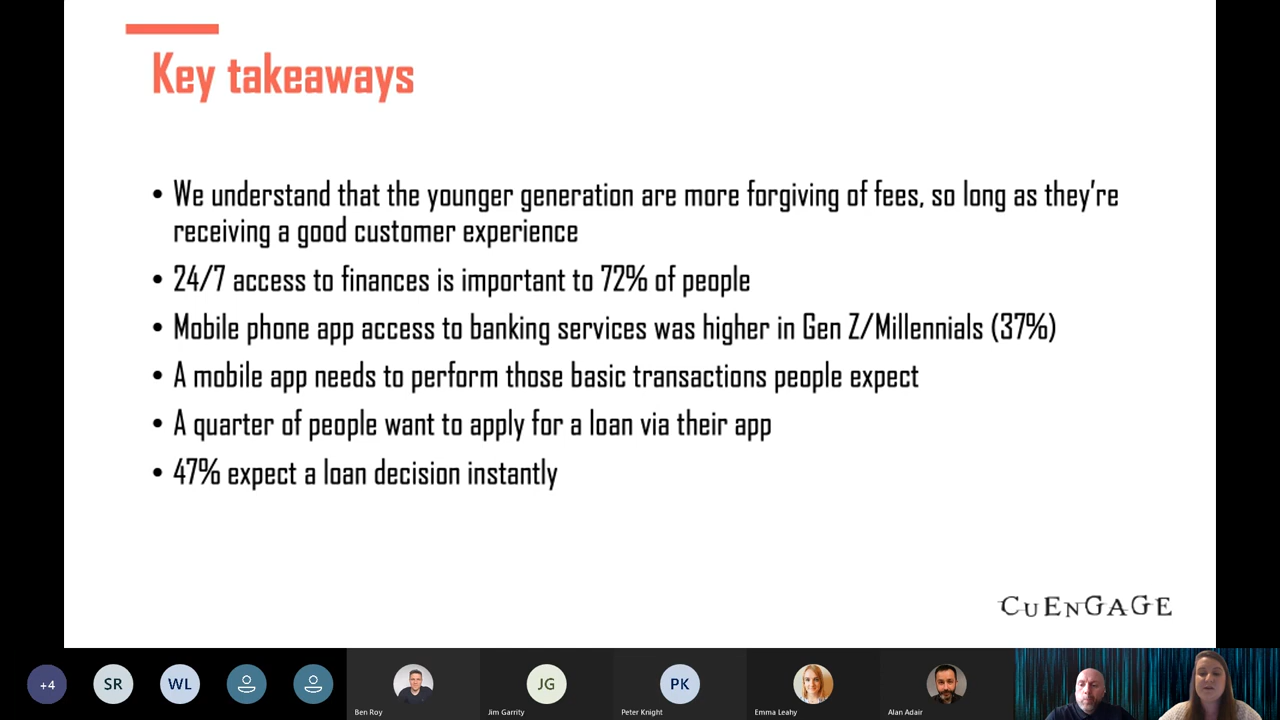 Key takeaways
• We understand that the younger generation are more forgiving of fees, so long as they're
receiving a good customer experience
• 24/7 access to finances is important to 72% of people
• Mobile phone app access to banking services was higher in Gen Z/Millennials (37%)
• A mobile app needs to perform those basic transactions people expect
• A quarter of people want to apply for a loan via their app
• 47% expect a loan decision instantly
CUENGAGE
+4
SR
WL
JG
PK
Ben Roy
Jim Garrity
Peter Knight
Emma Leahy
Alan Adair